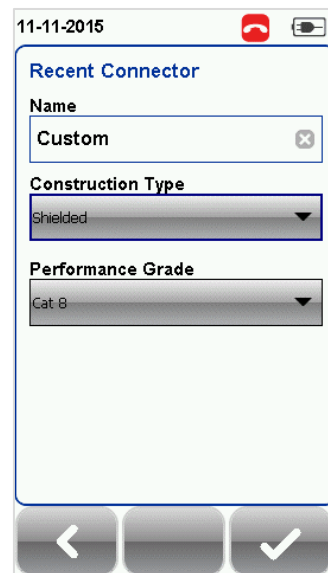 11-11-2015
Recent Connector
Name
Custom
Construction Type
Shielded
Performance Grade
Cat 8